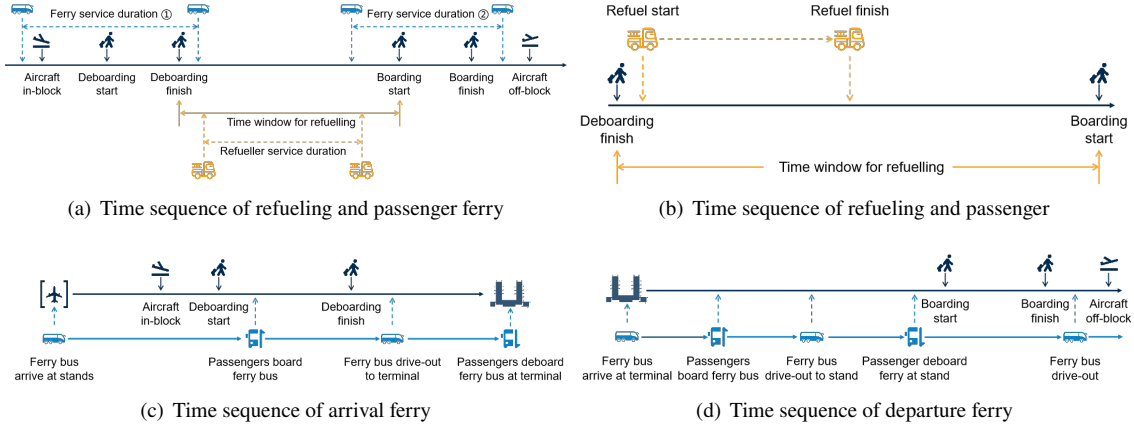 Ferry service duration ①
Ferry service duration ②
Aircraft
in-block
Deboarding
start
Deboarding
finish
Boarding
start
Boarding
finish
Aircraft
off-block
Time window for refuelling
Refueller service duration
(a) Time sequence of refueling and passenger ferry
Refuel start
Refuel finish
Deboarding
finish
Boarding
start
Time window for refuelling
(b) Time sequence of refueling and passenger
Aircraft
in-block
Deboarding
start
Deboarding
finish
Ferry bus
arrive at stands
Passengers board
ferry bus
Ferry bus drive-out
to terminal
Passengers deboard
ferry bus at terminal
(c) Time sequence of arrival ferry
Boarding
start
Boarding
finish
Aircraft
off-block
Ferry bus
arrive at terminal
Passengers
board ferry bus
Ferry bus
drive-out to stand
Passenger deboard
ferry at stand
Ferry bus
drive-out
(d) Time sequence of departure ferry